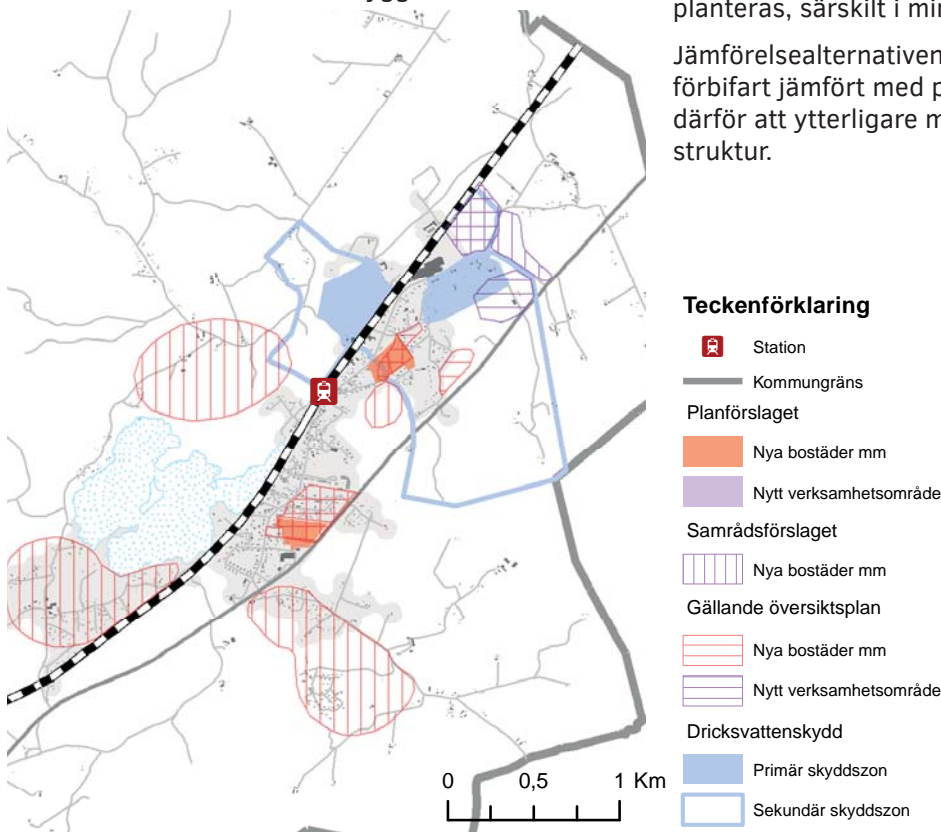 planteras, särskilt i mi
Jämförelsealternativen
förbifart jämfört med p
därför att ytterligare m
struktur.
Teckenförklaring
Station
Kommungräns
Planförslaget
Nya bostäder mm
Nytt verksamhetsområde
Samrådsförslaget
Nya bostäder mm
Gällande översiktsplan
Nya bostäder mm
Nytt verksamhetsområde
Dricksvattenskydd
Primär skyddszon
Sekundär skyddszon
0 0,5 1 Km